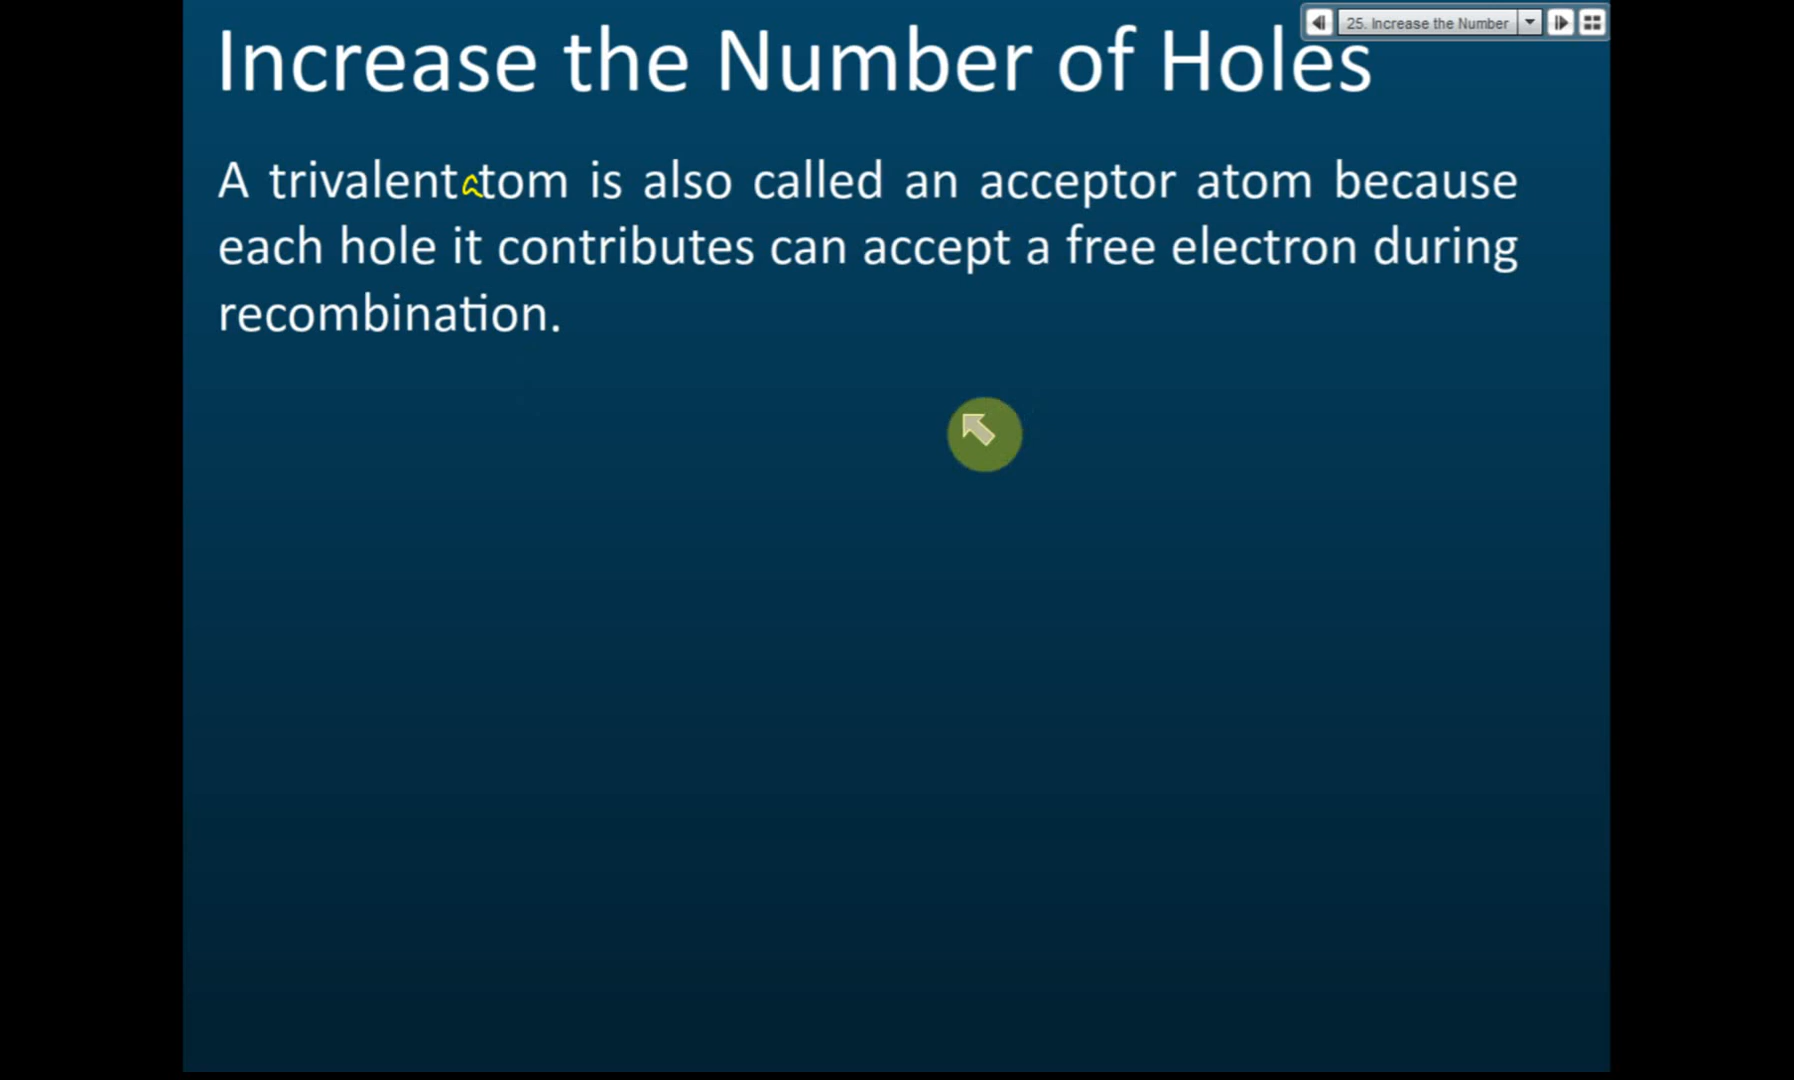 Increase the Number of Holes
25. Increase the Number
A trivalent atom is also called an acceptor atom because
each hole it contributes can accept a free electron during
recombination.